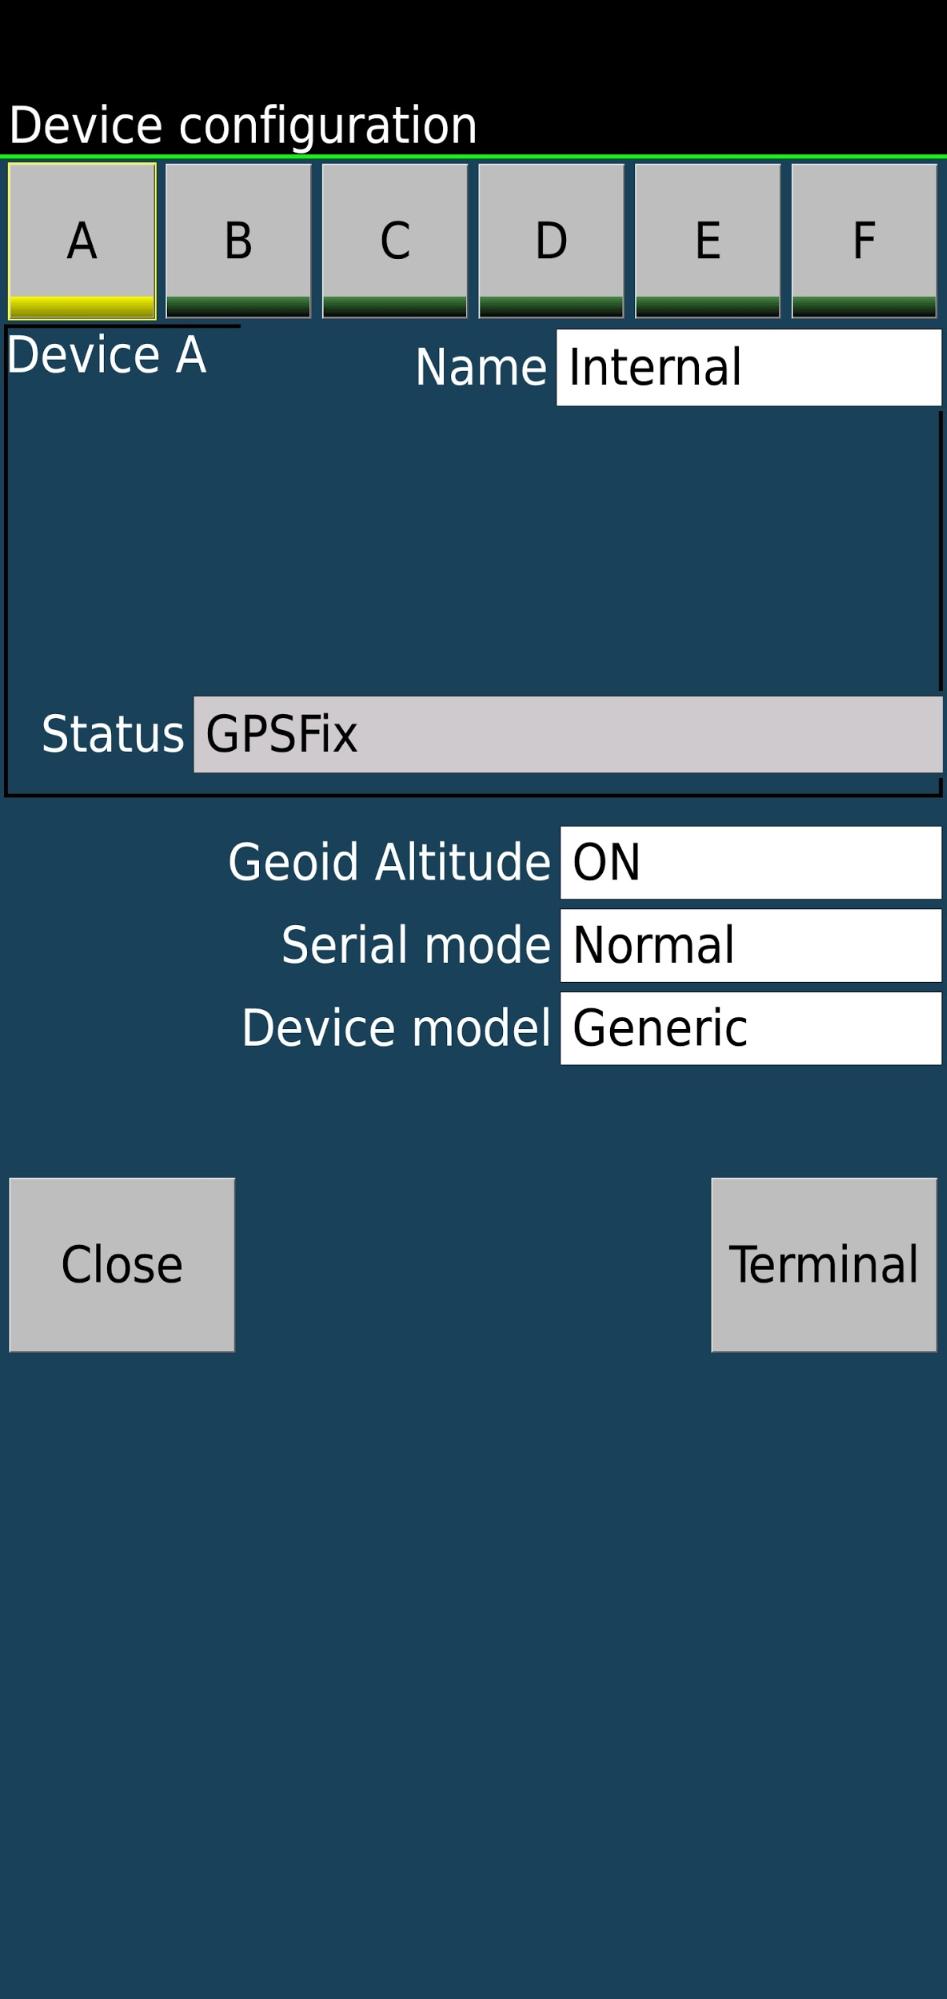 Device configuration
A B C D E F
Device A
Name Internal
Status GPSFix
Geoid Altitude ON
Serial mode Normal
Device model Generic
Close Terminal